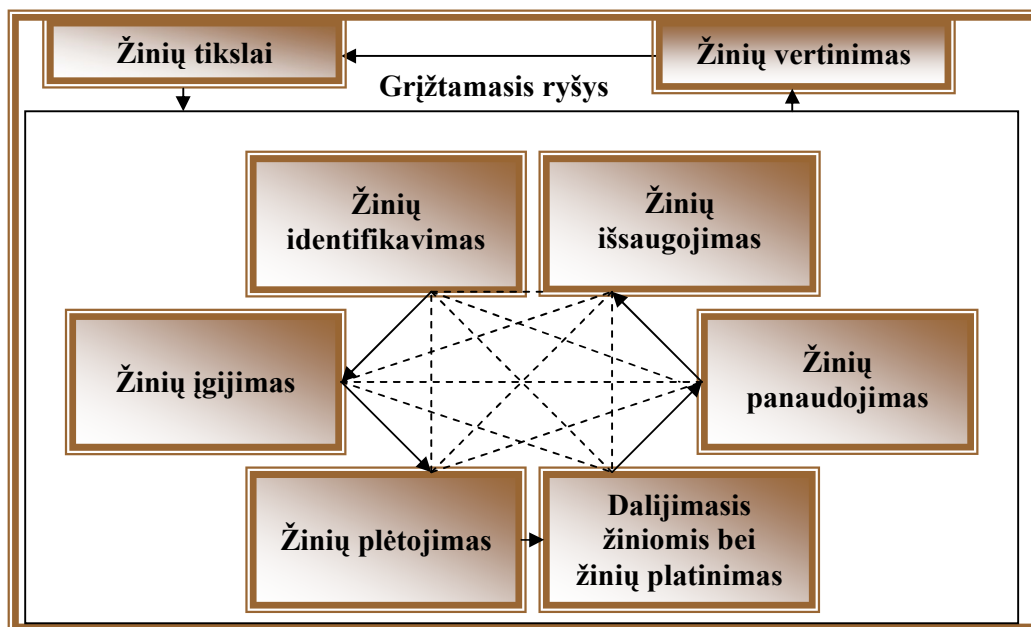 Žinių tikslai
Žinių vertinimas
Grįžtamasis ryšys
Žinių
identifikavimas
Žinių
išsaugojimas
Žinių įgijimas
Žinių
panaudojimas
Žinių plėtojimas
Dalijimasis
žiniomis bei
žinių platinimas